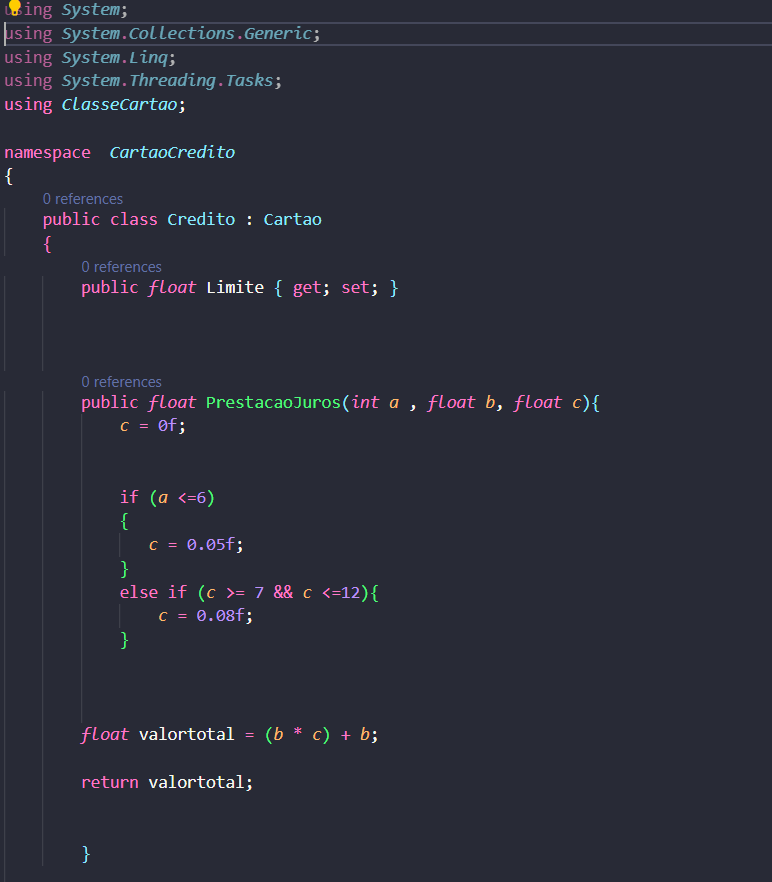 using System;
using System.Collections.Generic;
using System.Linq;
using System.Threading.Tasks;
using ClasseCartao;
namespace  CartaoCredito
{
0 references
public class Credito : Cartao
{
0 references
public float Limite { get; set; }
0 references
public float PrestacaoJuros(int a , float b, float c){
c = 0f;
if (a <=6)
{
c = 0.05f;
}
else if (c >= 7 && c <=12){
c = 0.08f;
}
float valortotal = (b * c) + b;
return valortotal;
}